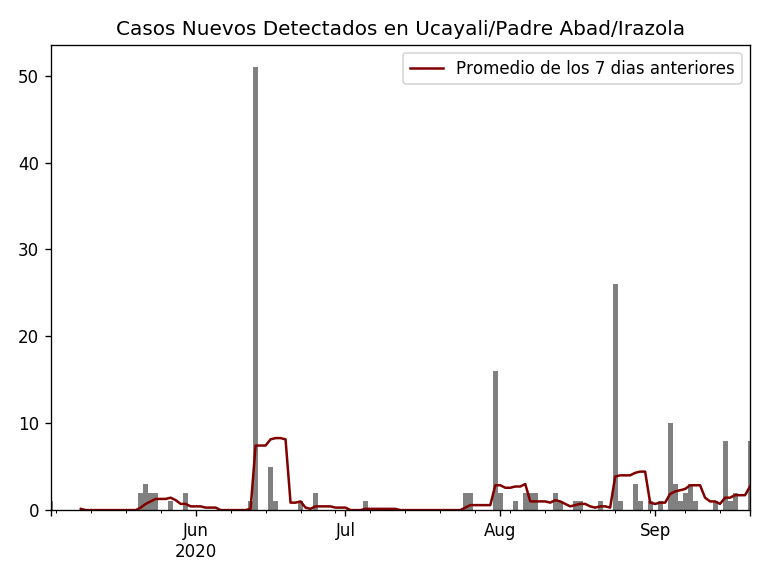 Casos Nuevos Detectados en Ucayali/Padre Abad/Irazola
Promedio de los 7 dias anteriores
50
40
30
20
10
0
Jun
2020
Jul
Aug
Sep